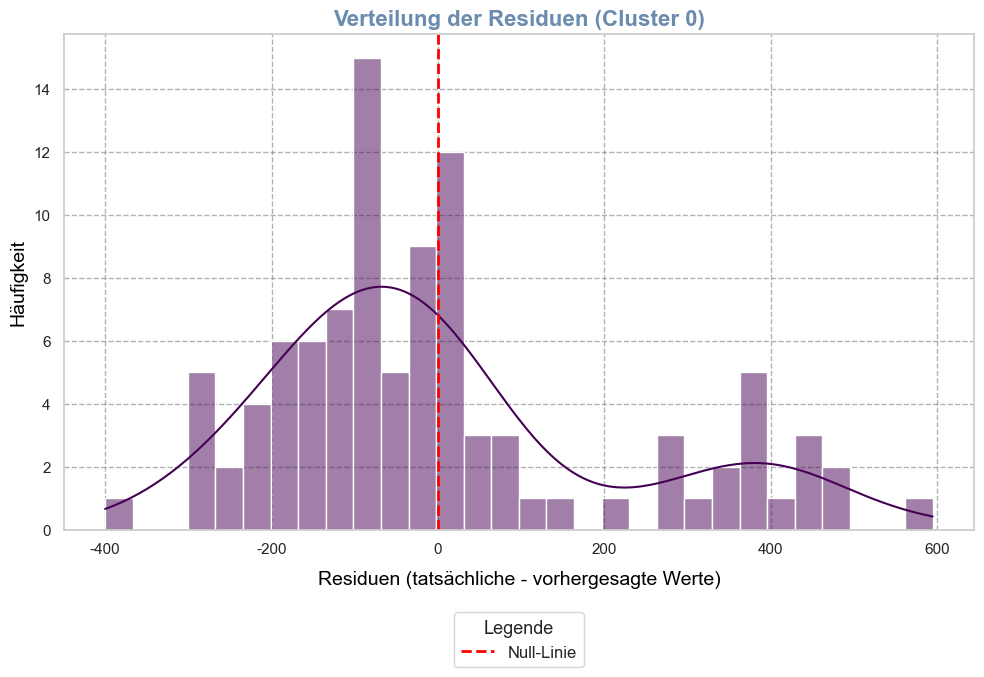 Verteilung der Residuen (Cluster 0)
Häufigkeit
14
12
10
8
6
4
2
0
-400 -200 0 200 400 600
Residuen (tatsächliche - vorhergesagte Werte)
Legende
Null-Linie